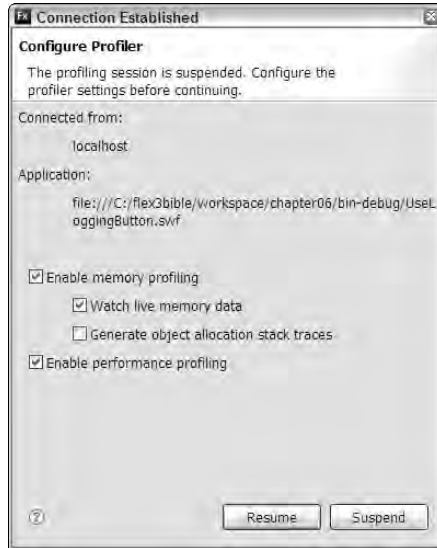 Fx Connection Established
Configure Profiler
The profiling session is suspended. Configure the
profiler settings before continuing.
Connected from:
localhost
Application:
file:///C:/flex3bible/workspace/chapter06/bin-debug/UseL
oggingButton.swf
Enable memory profiling
Watch live memory data
Generate object allocation stack traces
Enable performance profiling
?
Resume
Suspend